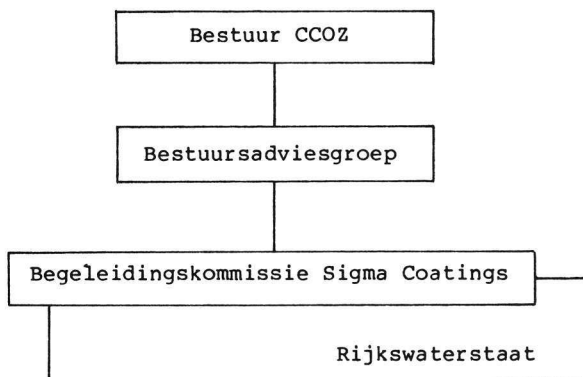 Bestuur CCOZ
Bestuursadviesgroep
Begeleidingskommissie Sigma Coatings
Rijkswaterstaat